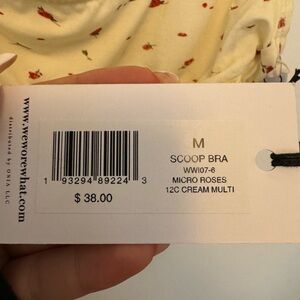 www.weworewhat.com
distributed by ONIA LLC
M
SCOOP BRA
WWI07-6
MICRO ROSES
12C CREAM MULTI
1 93294 89224 3
$ 38.00